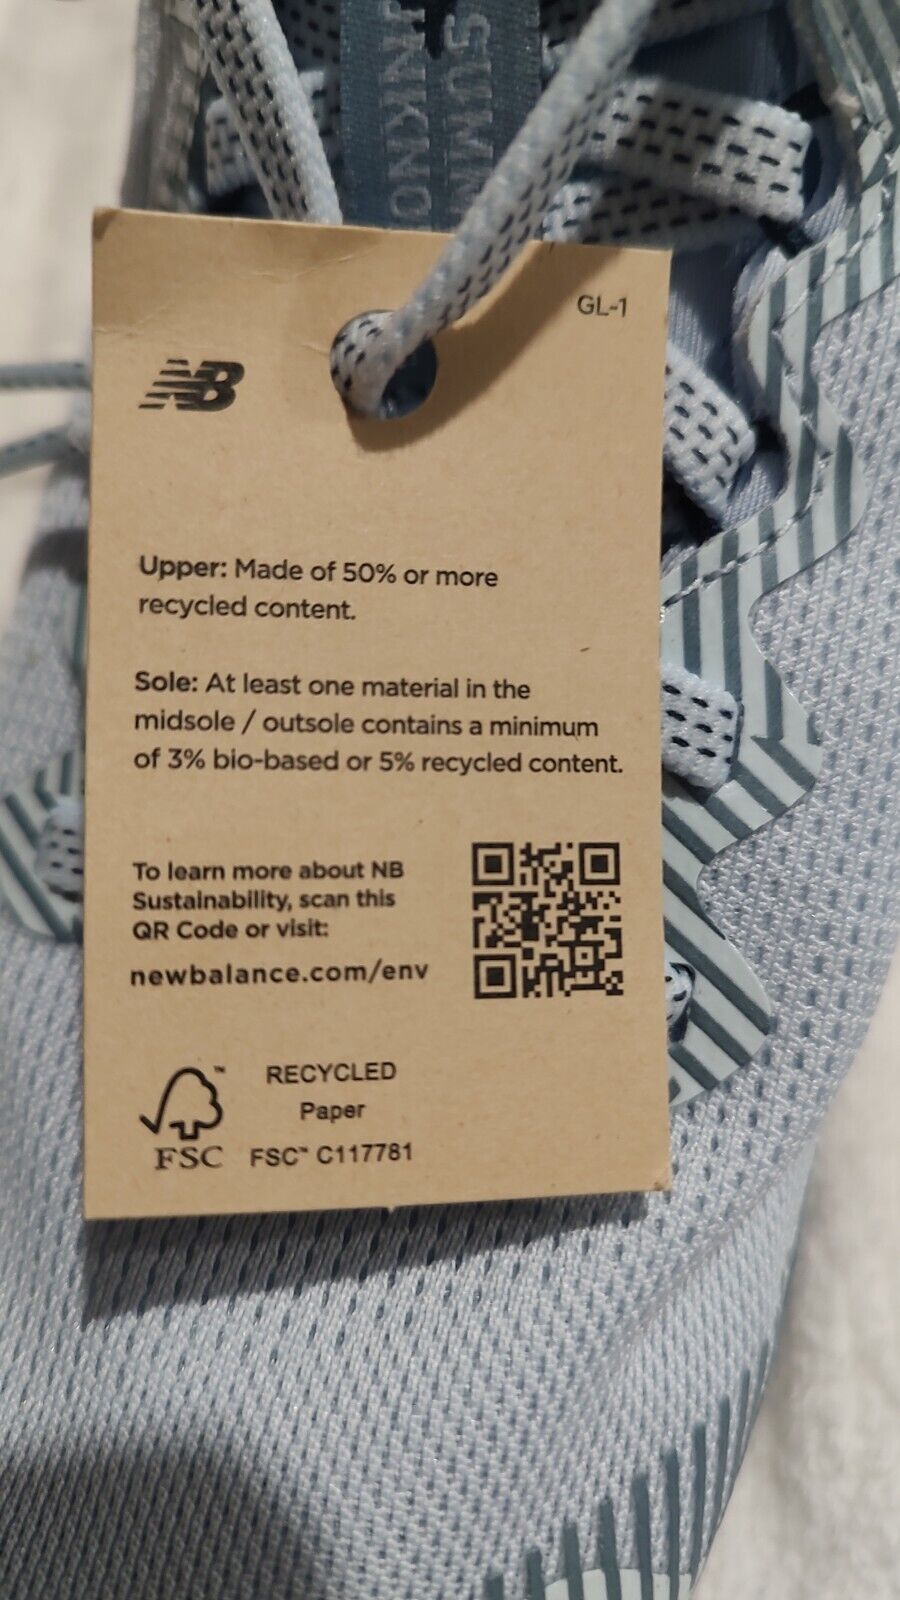 GL-1
NB
Upper: Made of 50% or more
recycled content.
Sole: At least one material in the
midsole / outsole contains a minimum
of 3% bio-based or 5% recycled content.
To learn more about NB
Sustainability, scan this
QR Code or visit:
newbalance.com/env
RECYCLED
Paper
FSC™ C117781
™
FSC